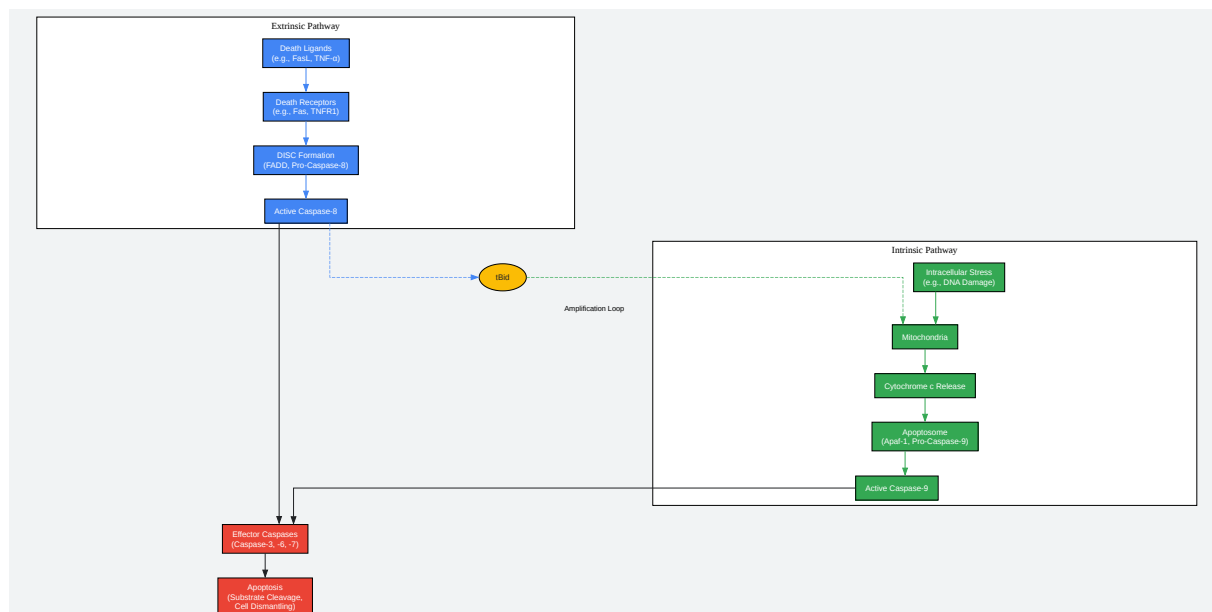 Extrinsic Pathway
Death Ligands
(e.g., FasL, TNF-α)
Death Receptors
(e.g., Fas, TNFR1)
DISC Formation
(FADD, Pro-Caspase-8)
Active Caspase-8
tBid
Amplification Loop
Intrinsic Pathway
Intracellular Stress
(e.g., DNA Damage)
Mitochondria
Cytochrome c Release
Apoptosome
(Apaf-1, Pro-Caspase-9)
Active Caspase-9
Effector Caspases
(Caspase-3, -6, -7)
Apoptosis
(Substrate Cleavage,
Cell Dismantling)